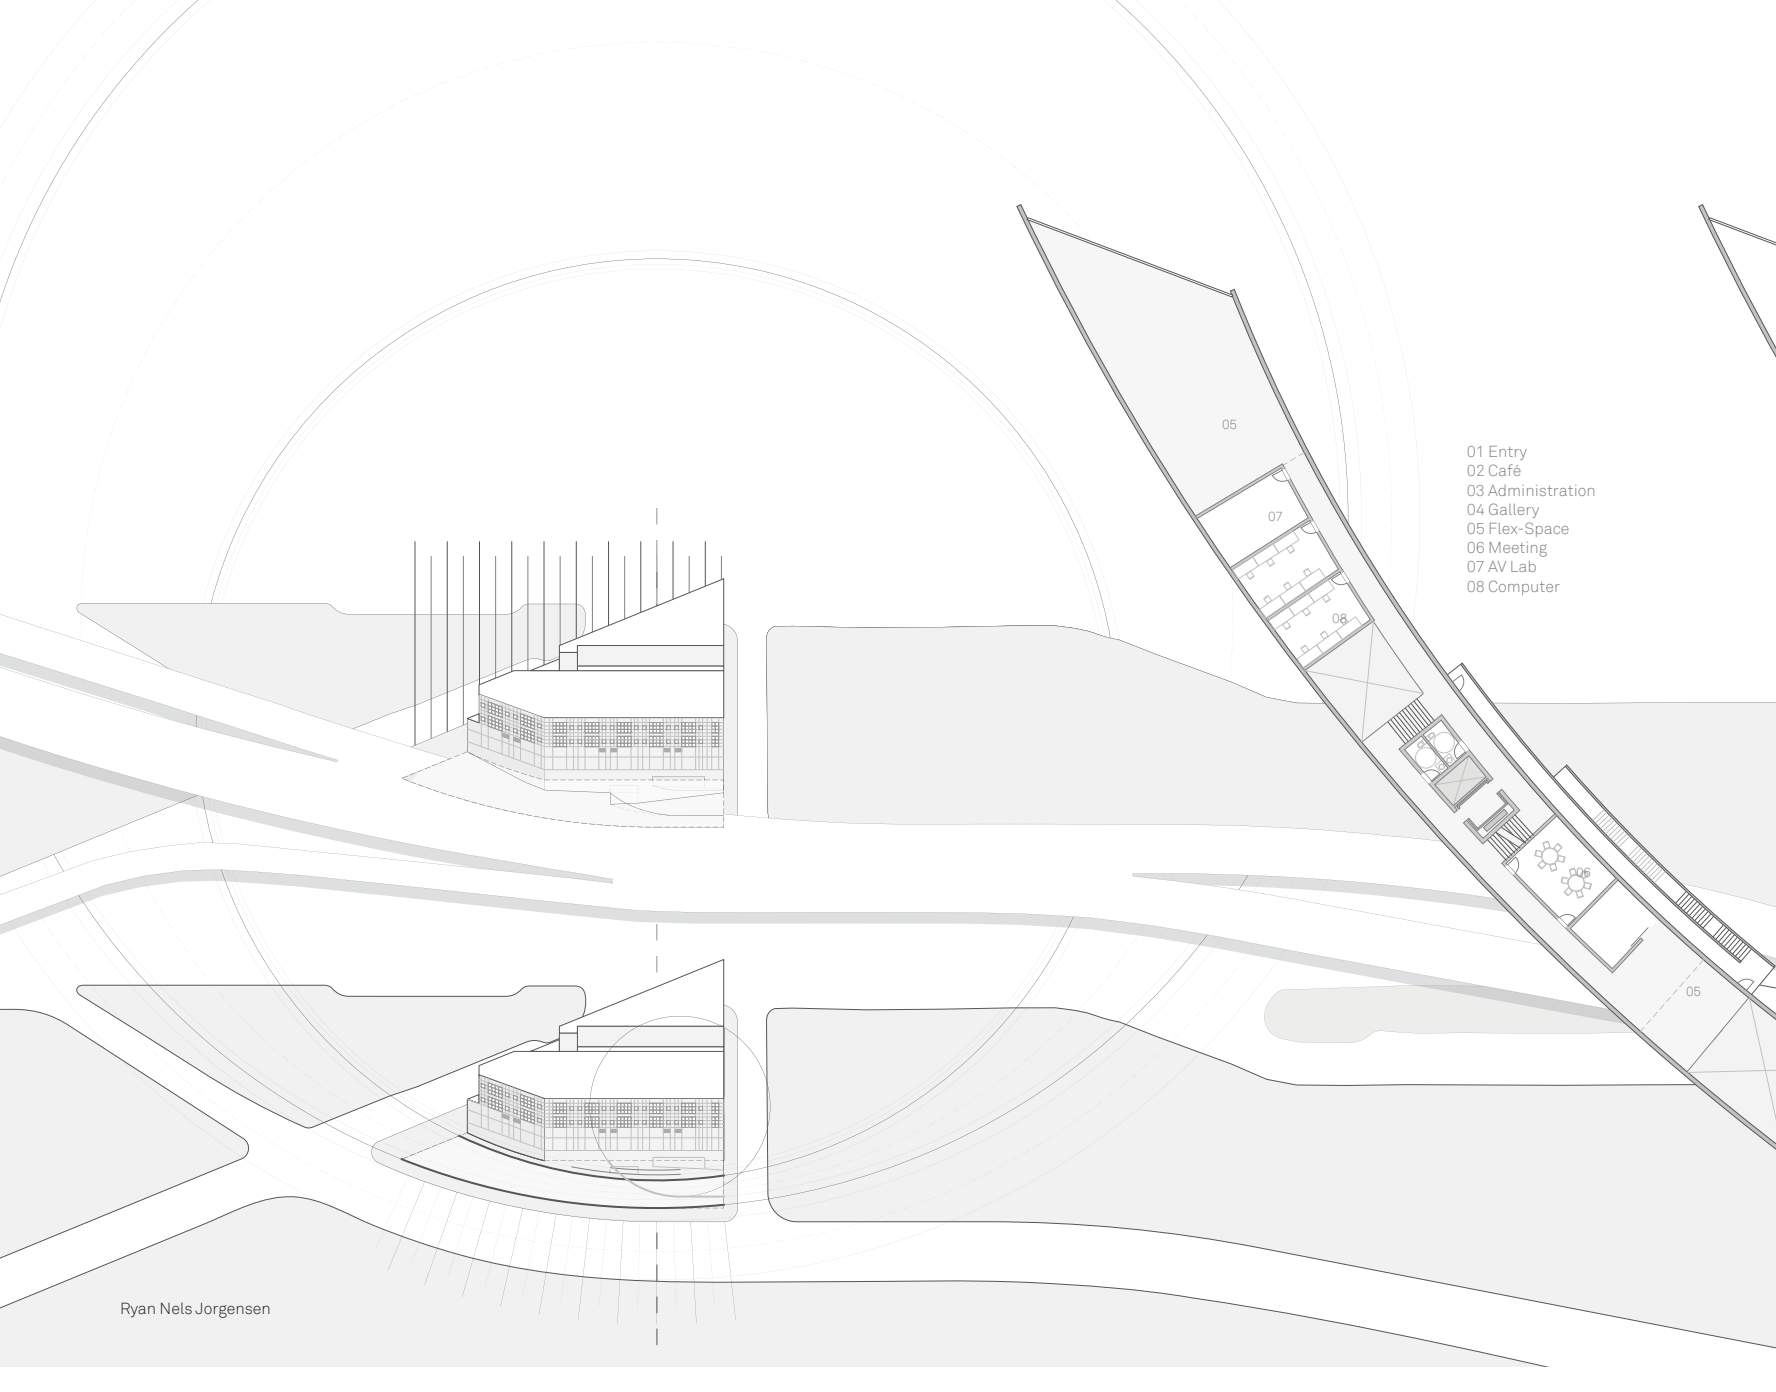 05
01 Entry
02 Café
03 Administration
04 Gallery
05 Flex-Space
06 Meeting
07 AV Lab
08 Computer
07
08
06
05
Ryan Nels Jorgensen